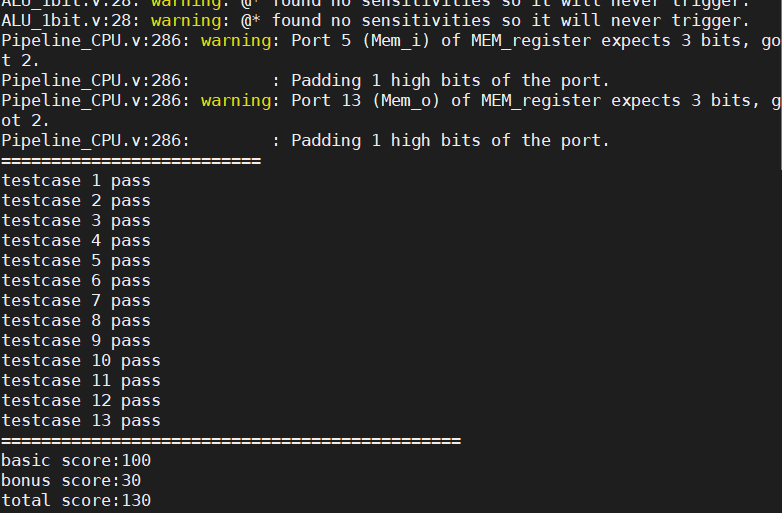 ALU_1bit.v:28: warning: @* found no sensitivities so it will never trigger.
ALU_1bit.v:28: warning: @* found no sensitivities so it will never trigger.
Pipeline_CPU.v:286: warning: Port 5 (Mem_i) of MEM_register expects 3 bits, go
t 2.
Pipeline_CPU.v:286:        : Padding 1 high bits of the port.
Pipeline_CPU.v:286: warning: Port 13 (Mem_o) of MEM_register expects 3 bits, g
ot 2.
Pipeline_CPU.v:286:        : Padding 1 high bits of the port.
==========================
testcase 1 pass
testcase 2 pass
testcase 3 pass
testcase 4 pass
testcase 5 pass
testcase 6 pass
testcase 7 pass
testcase 8 pass
testcase 9 pass
testcase 10 pass
testcase 11 pass
testcase 12 pass
testcase 13 pass
==============================================
basic score:100
bonus score:30
total score:130